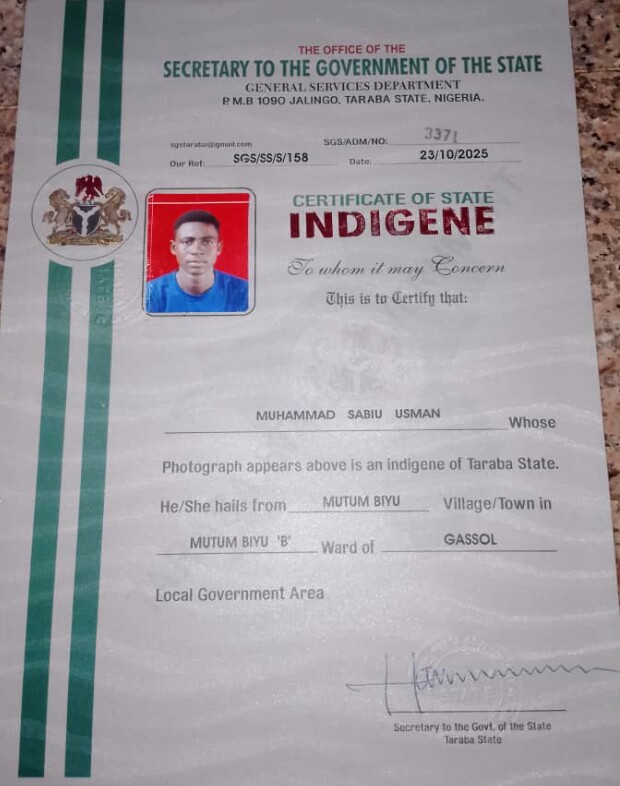 THE OFFICE OF THE
SECRETARY TO THE GOVERNMENT OF THE STATE
GENERAL SERVICES DEPARTMENT
P.M.B 1090 JALINGO, TARABA STATE, NIGERIA.
sgstaraba@gmail.com SGS/ADM/NO: 3371
Our Ref: SGS/SS/S/158 Date: 23/10/2025
CERTIFICATE OF STATE
INDIGENE
To whom it may Concern
This is to Certify that:
MUHAMMAD SABIU USMAN Whose
Photograph appears above is an indigene of Taraba State.
He/She hails from MUTUM BIYU Village/Town in
MUTUM BIYU 'B' Ward of GASSOL
Local Government Area
Secretary to the Govt. of the State
Taraba State